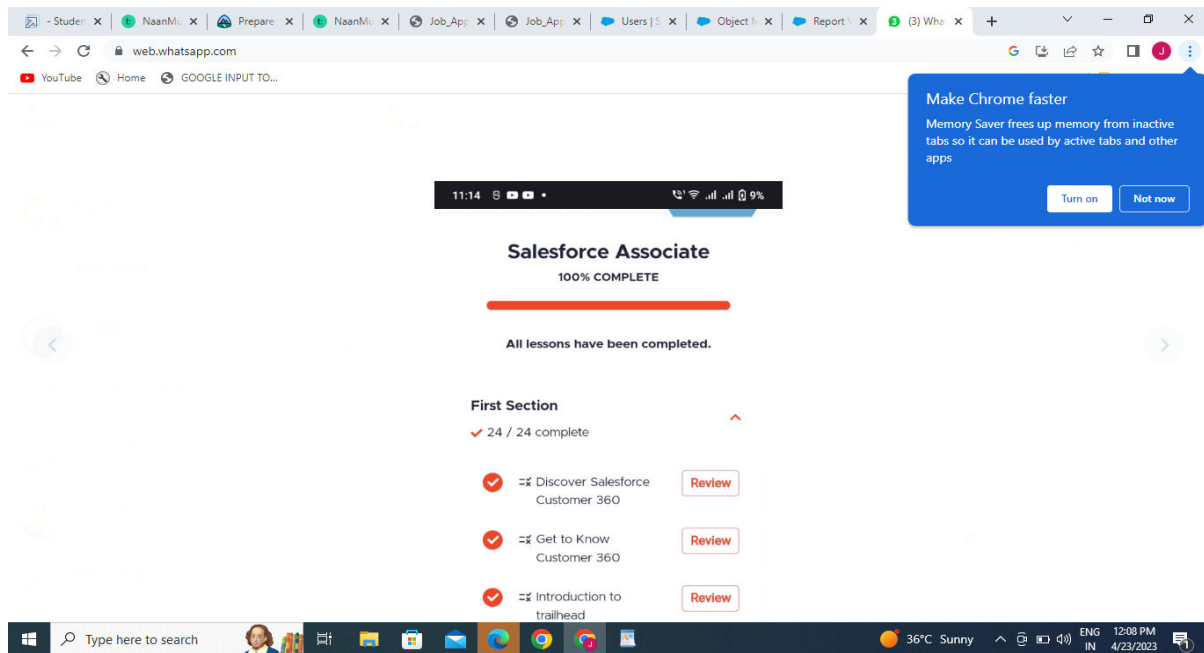 - Studen
NaanMu
Prepare
NaanMu
Job_App
Job_App
Users | S
Object M
Report V
(3) Wha
web.whatsapp.com
YouTube
Home
GOOGLE INPUT TO...
Make Chrome faster
Memory Saver frees up memory from inactive
tabs so it can be used by active tabs and other
apps
Turn on
Not now
11:14
9%
Salesforce Associate
100% COMPLETE
All lessons have been completed.
First Section
24 / 24 complete
Discover Salesforce
Customer 360
Review
Get to Know
Customer 360
Review
Introduction to
trailhead
Review
Type here to search
36°C Sunny
ENG
IN
12:08 PM
4/23/2023